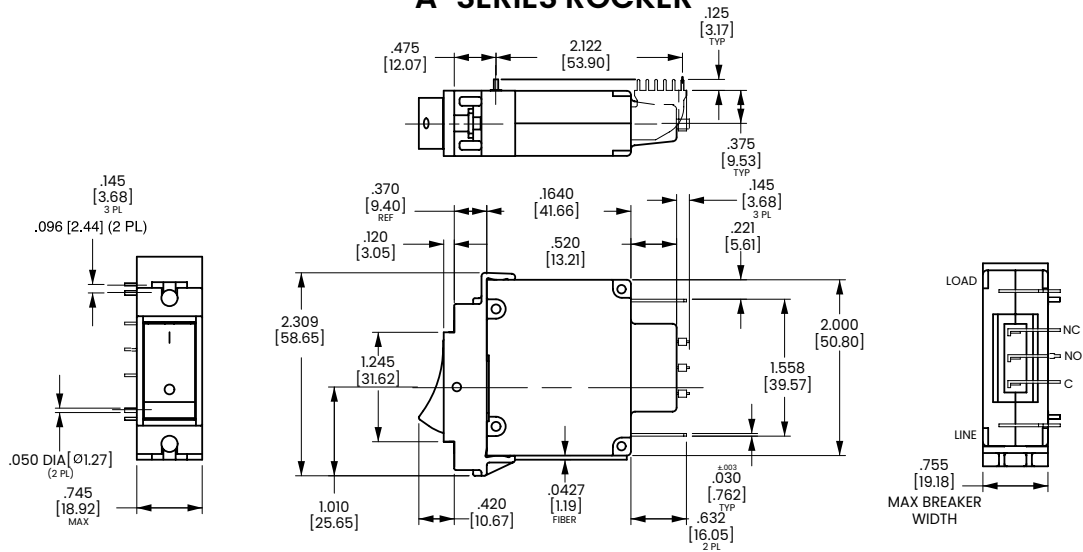 "A" SERIES ROCKER
.125
[3.17]
TYP
.475
[12.07]
2.122
[53.90]
.375
[9.53]
TYP
.145
[3.68]
3 PL
.096 [2.44] (2 PL)
.370
[9.40]
REF
.1640
[41.66]
.145
[3.68]
3 PL
.120
[3.05]
.520
[13.21]
.221
[5.61]
2.309
[58.65]
1.245
[31.62]
2.000
[50.80]
1.558
[39.57]
LOAD
NC
NO
C
LINE
I
O
O
.050 DIA[Ø1.27]
(2 PL)
.745
[18.92]
MAX
1.010
[25.65]
.420
[10.67]
.0427
[1.19]
FIBER
±.003
.030
[.762]
TYP
.632
[16.05]
2 PL
.755
[19.18]
MAX BREAKER
WIDTH